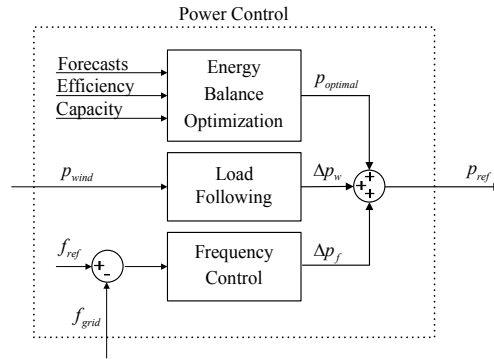 Power Control
Forecasts
Efficiency
Capacity
Energy
Balance
Optimization
p_optimal
p_wind
Load
Following
Δp_w
+
+
+
p_ref
f_ref
+
-
Frequency
Control
Δp_f
f_grid